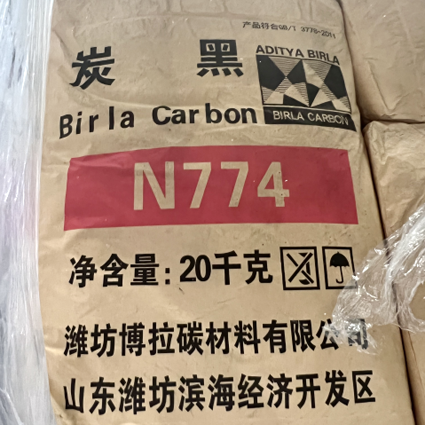 产品符合GB/T 3778-2011
炭黑
ADITYA BIRLA
Birla Carbon
BIRLA CARBON
N774
净含量:20千克
潍坊博拉碳材料有限公司
山东潍坊滨海经济开发区